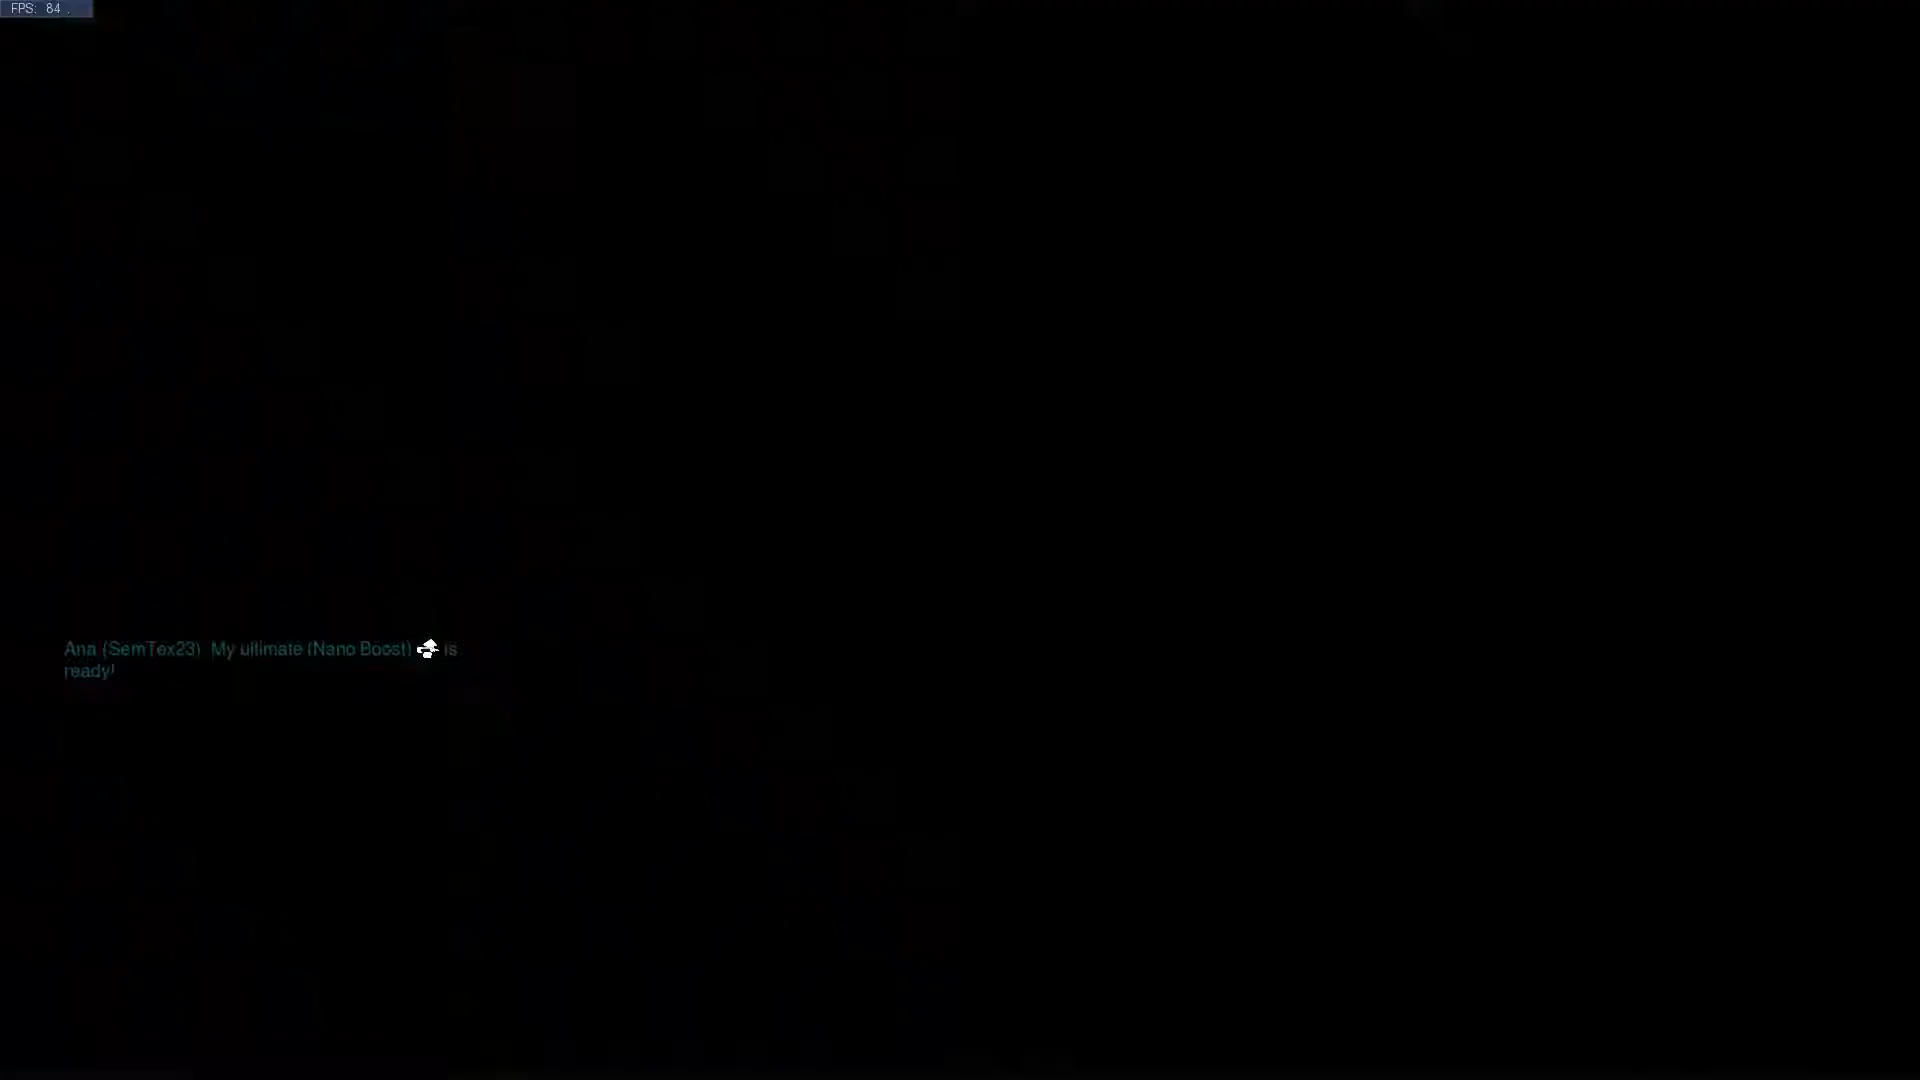 FPS: 84
Ana (SemTex23): My ultimate (Nano Boost) is
ready!